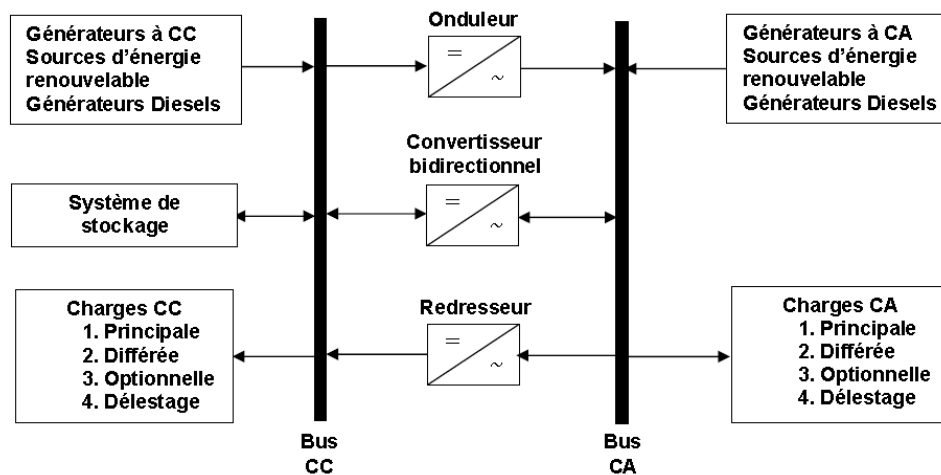 Générateurs à CC
Sources d'énergie
renouvelable
Générateurs Diesels
Onduleur
=
~
Générateurs à CA
Sources d'énergie
renouvelable
Générateurs Diesels
Système de
stockage
Convertisseur
bidirectionnel
=
~
Charges CC
1. Principale
2. Différée
3. Optionnelle
4. Délestage
Redresseur
=
~
Charges CA
1. Principale
2. Différée
3. Optionnelle
4. Délestage
Bus
CC
Bus
CA